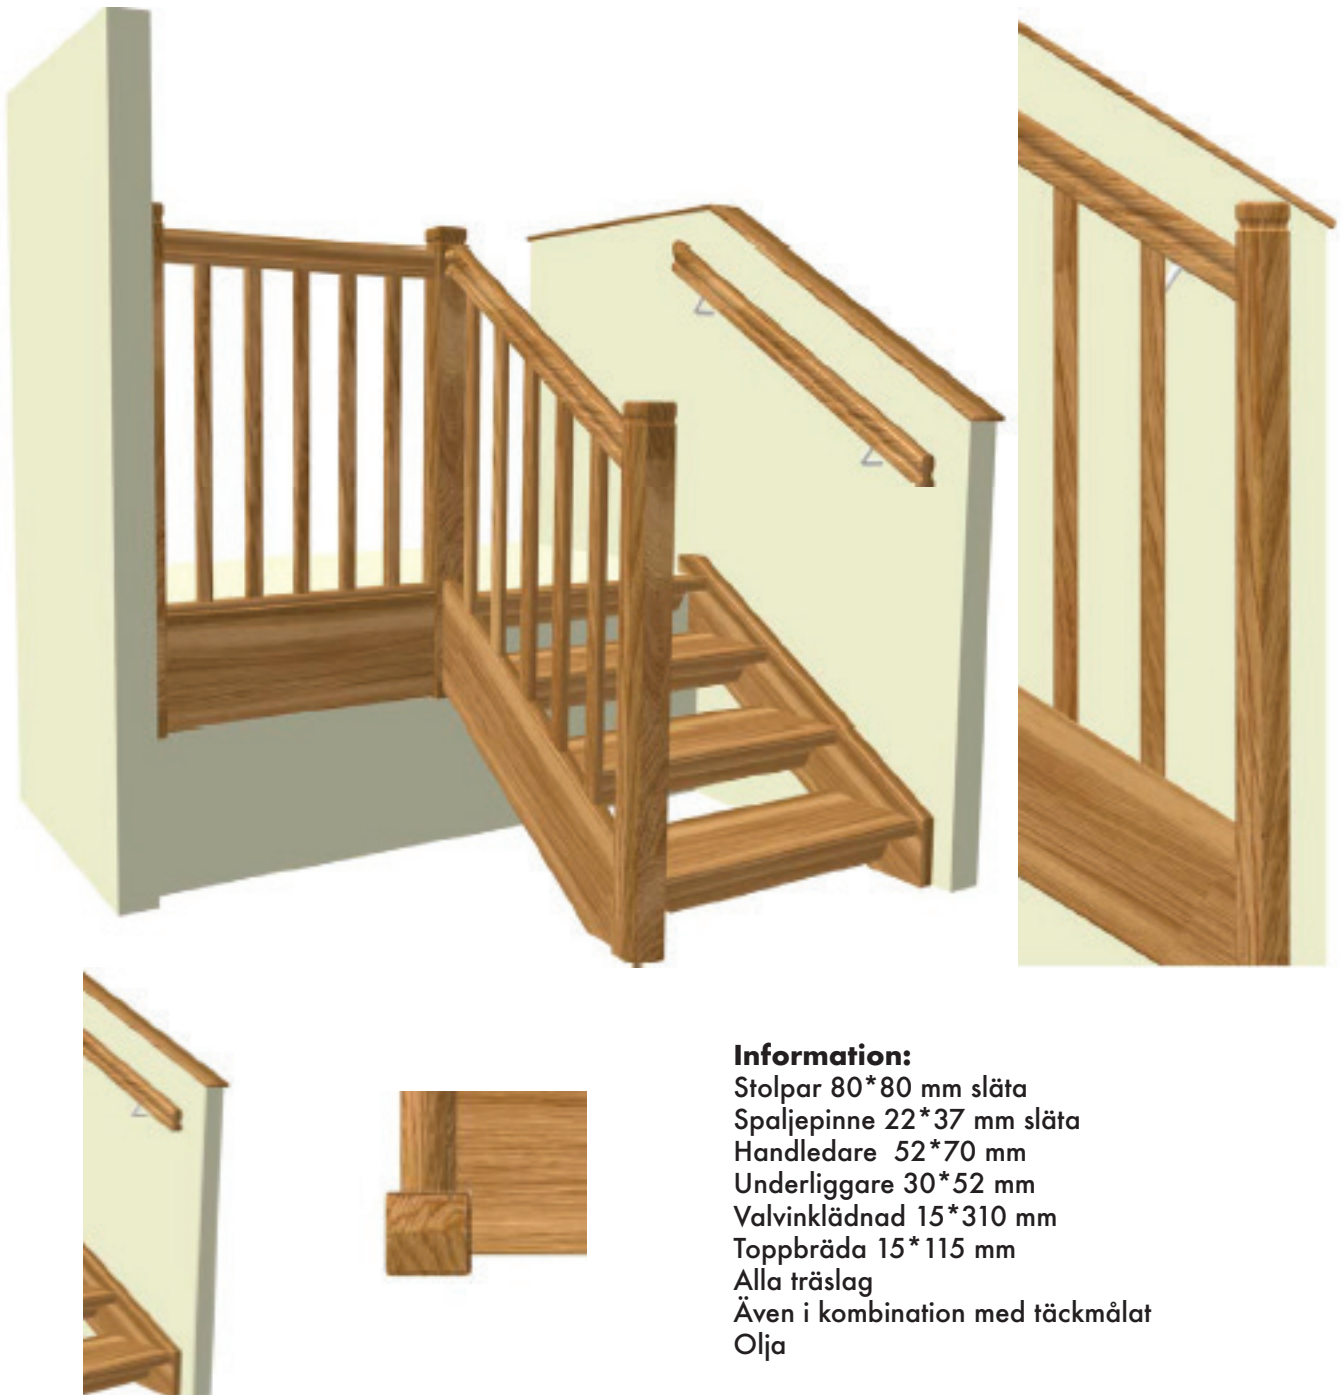 Information:
Stolpar 80*80 mm släta
Spaljepinne 22*37 mm släta
Handledare 52*70 mm
Underliggare 30*52 mm
Valvinklädnad 15*310 mm
Toppbräda 15*115 mm
Alla träslag
Även i kombination med täckmålat
Olja